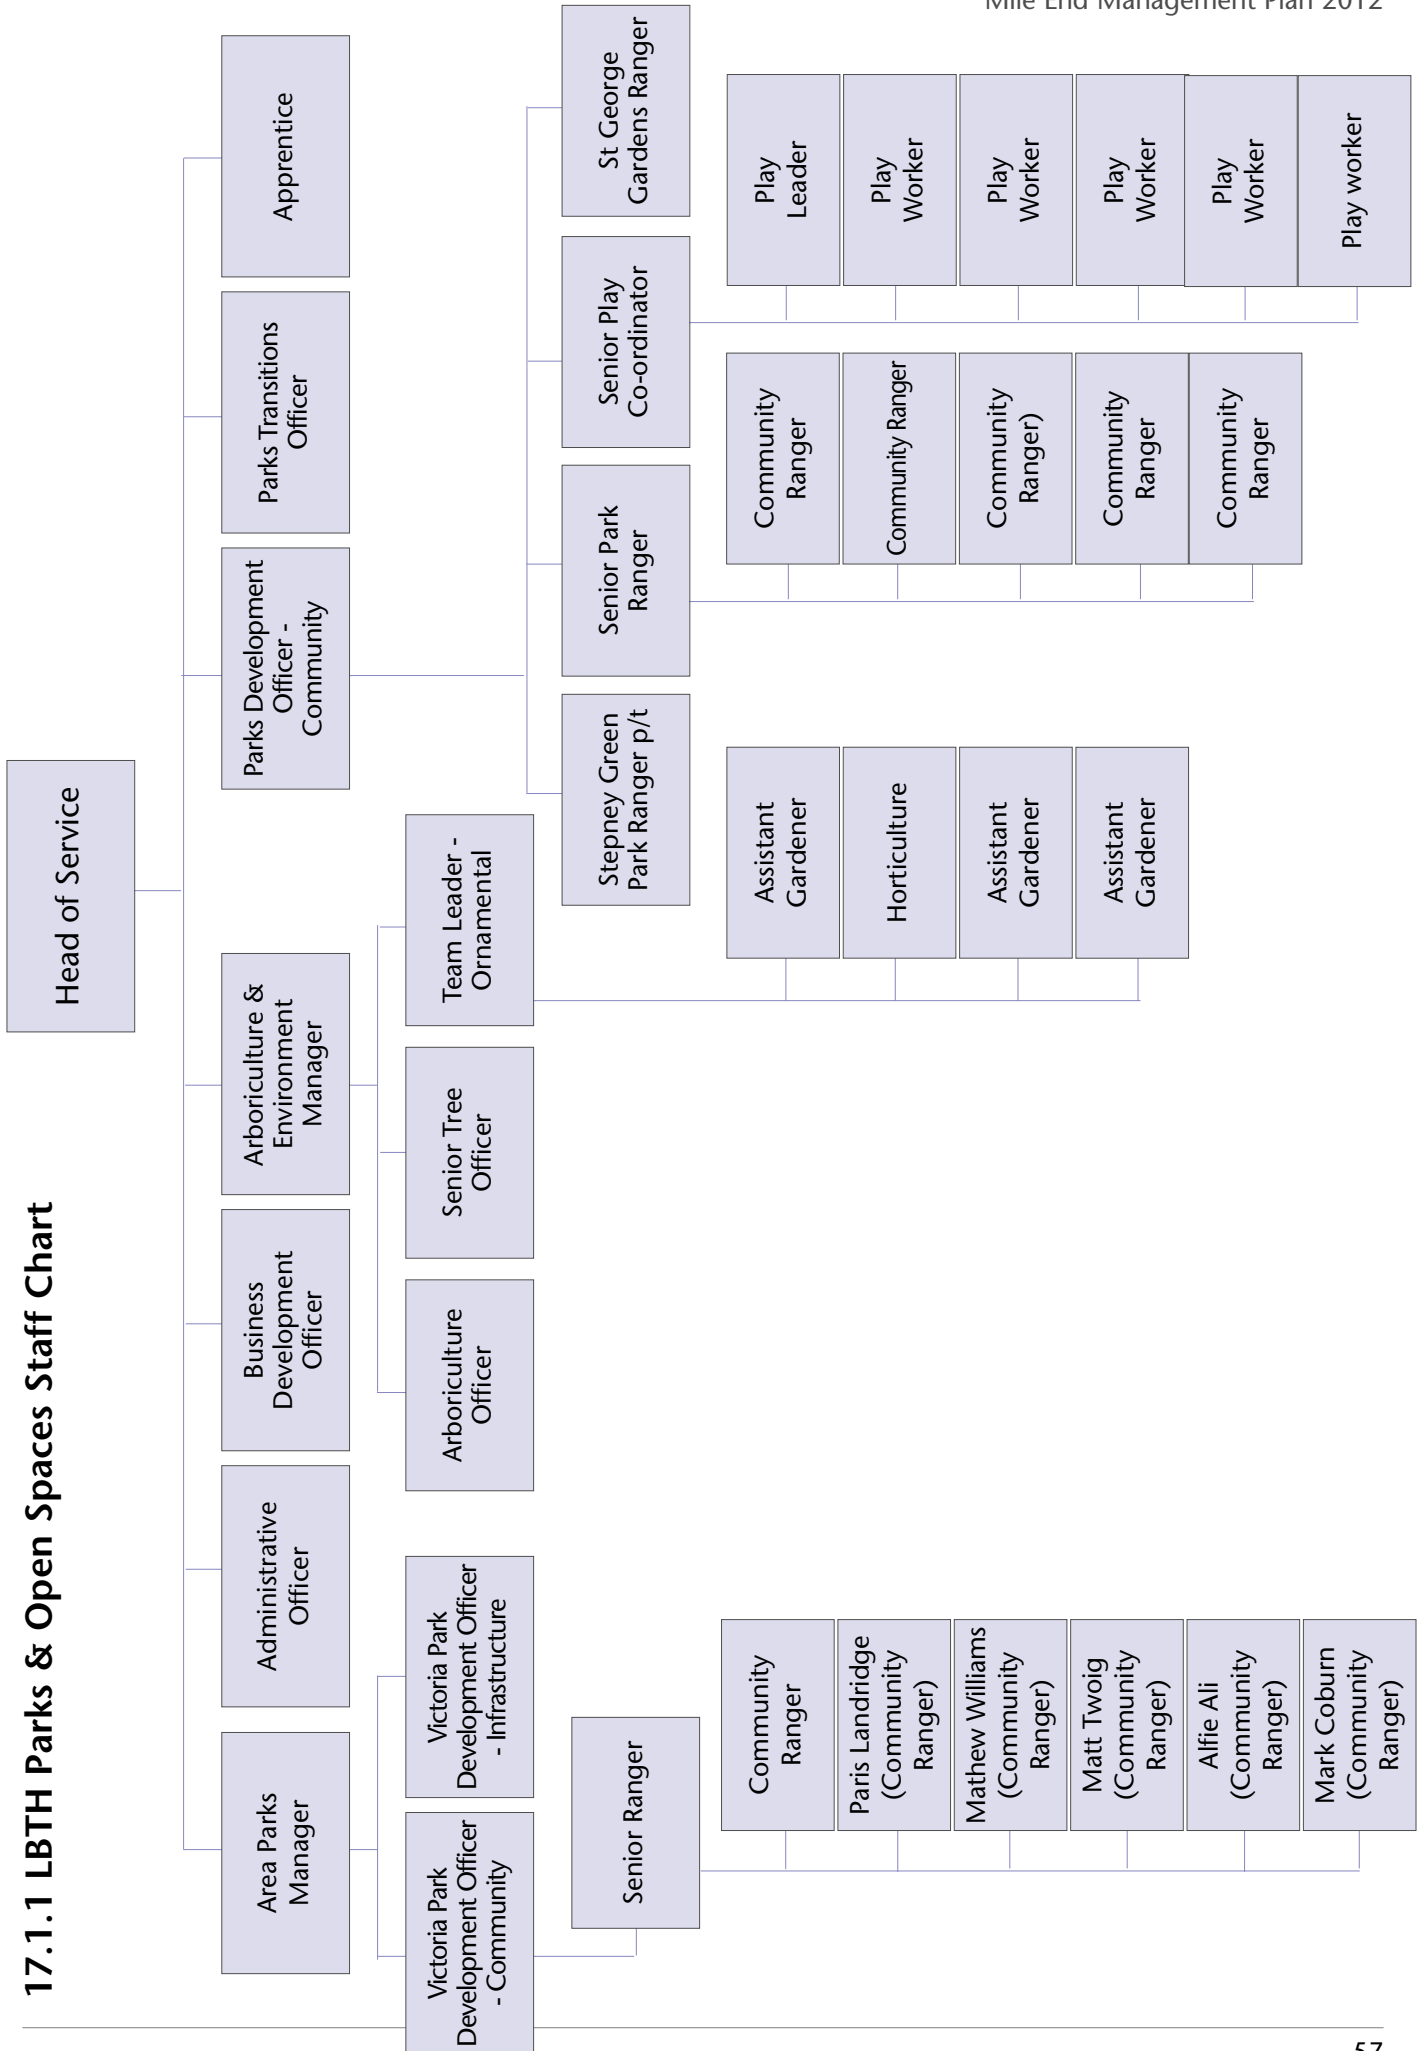 Mile End Management Plan 2012
17.1.1 LBTH Parks & Open Spaces Staff Chart
Head of Service
Area Parks
Manager
Administrative
Officer
Business
Development
Officer
Arboriculture &
Environment
Manager
Parks Development
Officer -
Community
Parks Transitions
Officer
Apprentice
Victoria Park
Development Officer
- Community
Victoria Park
Development Officer
- Infrastructure
Arboriculture
Officer
Senior Tree
Officer
Team Leader -
Ornamental
Senior Ranger
Stepney Green
Park Ranger p/t
Senior Park
Ranger
Senior Play
Co-ordinator
St George
Gardens Ranger
Community
Ranger
Paris Landridge
(Community
Ranger)
Mathew Williams
(Community
Ranger)
Matt Twoig
(Community
Ranger)
Alfie Ali
(Community
Ranger)
Mark Coburn
(Community
Ranger)
Assistant
Gardener
Horticulture
Assistant
Gardener
Assistant
Gardener
Community
Ranger
Community Ranger
Community
Ranger)
Community
Ranger
Community
Ranger
Play
Leader
Play
Worker
Play
Worker
Play
Worker
Play
Worker
Play worker
57